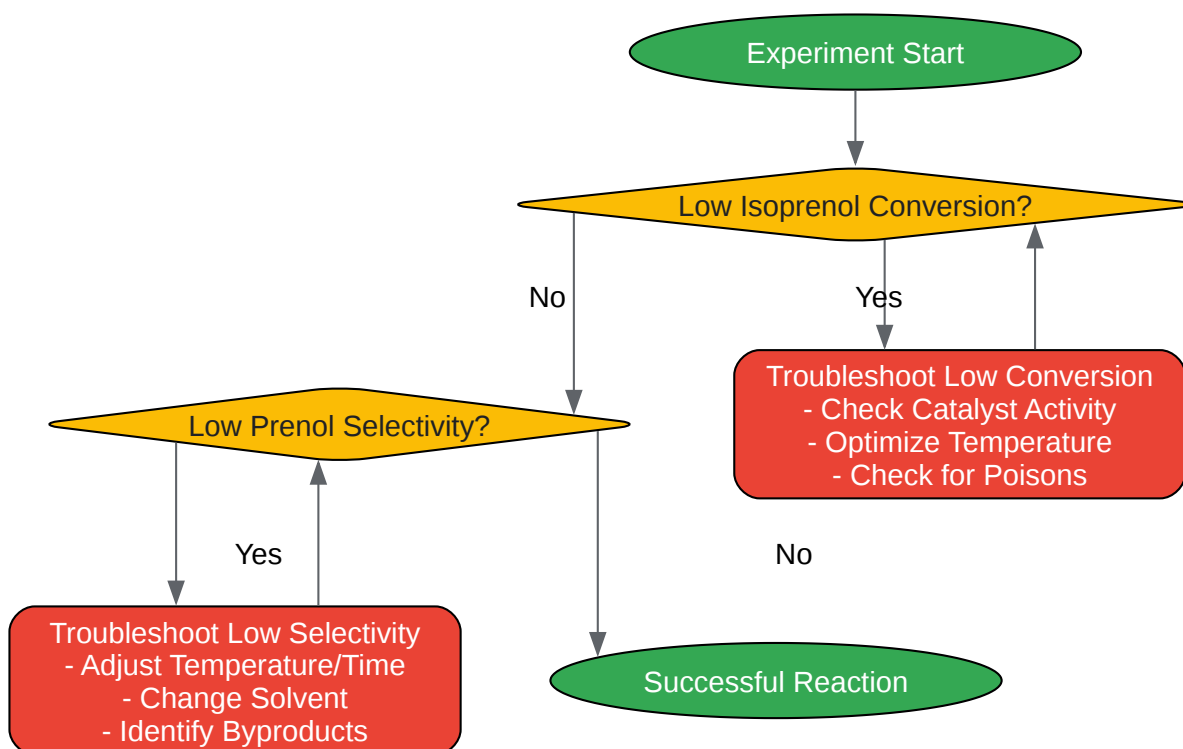 Experiment Start
Low Isoprenol Conversion?
No
Yes
Troubleshoot Low Conversion
- Check Catalyst Activity
- Optimize Temperature
- Check for Poisons
Low Prenol Selectivity?
Yes
No
Troubleshoot Low Selectivity
- Adjust Temperature/Time
- Change Solvent
- Identify Byproducts
Successful Reaction